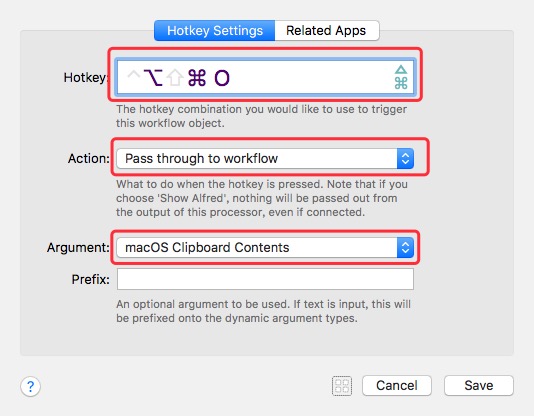 Hotkey Settings Related Apps
Hotkey: ^⌥⇧⌘ O
The hotkey combination you would like to use to trigger
this workflow object.
Action: Pass through to workflow
What to do when the hotkey is pressed. Note that if you
choose 'Show Alfred', nothing will be passed out from
the output of this processor, even if connected.
Argument: macOS Clipboard Contents
Prefix:
An optional argument to be used. If text is input, this will
be prefixed onto the dynamic argument types.
? Cancel Save